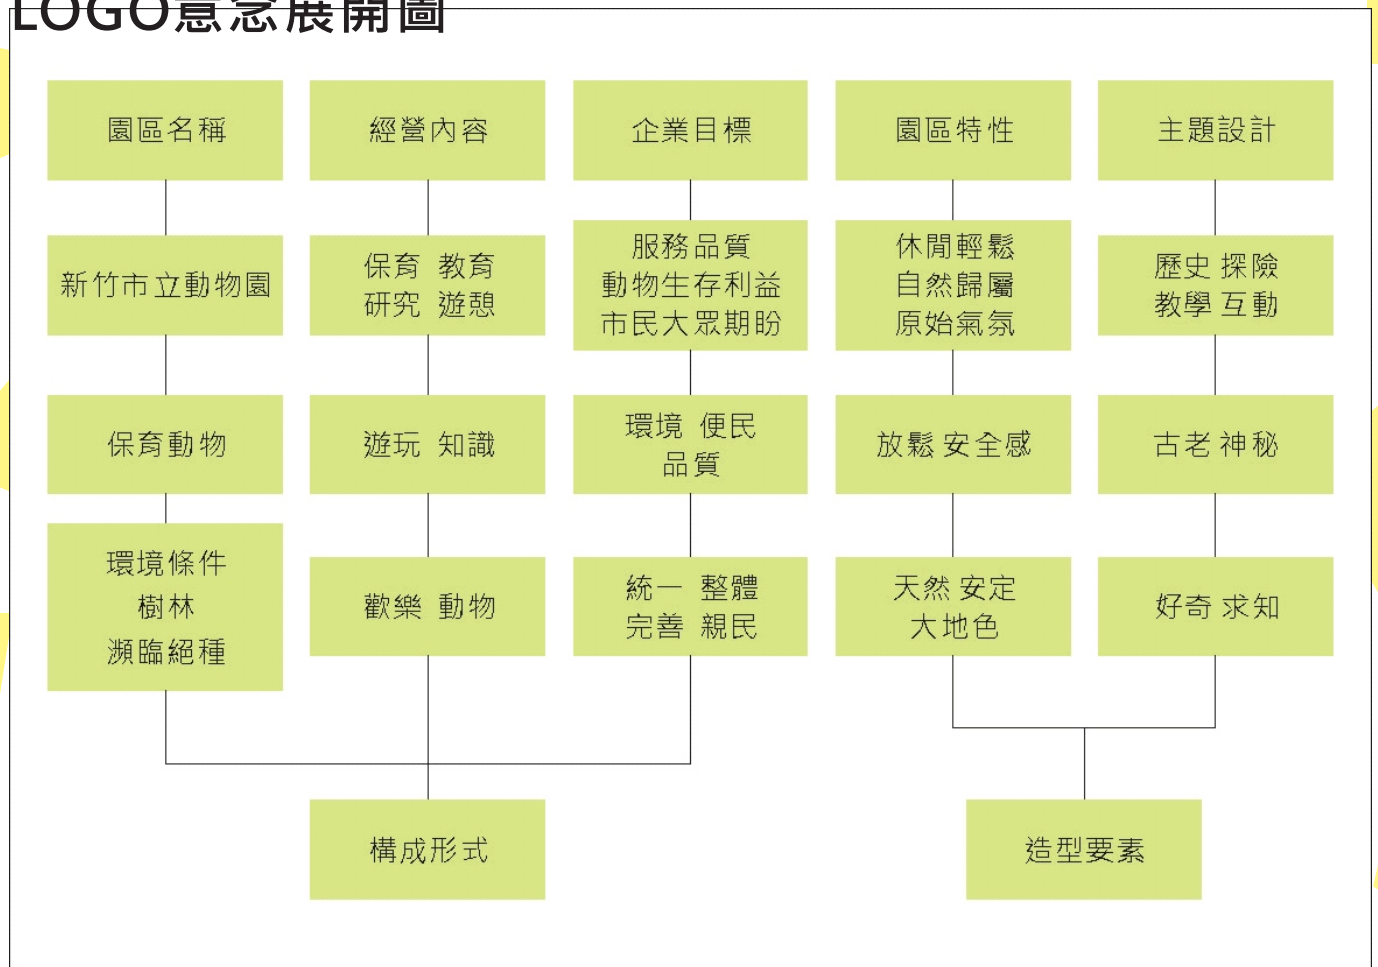 LOGO意念展開圖
園區名稱
經營內容
企業目標
園區特性
主題設計
新竹市立動物園
保育 教育
研究 遊憩
服務品質
動物生存利益
市民大眾期盼
休閒輕鬆
自然歸屬
原始氣氛
歷史 探險
教學 互動
保育動物
遊玩 知識
環境 便民
品質
放鬆 安全感
古老 神秘
環境條件
樹林
瀕臨絕種
歡樂 動物
統一 整體
完善 親民
天然 安定
大地色
好奇 求知
構成形式
造型要素